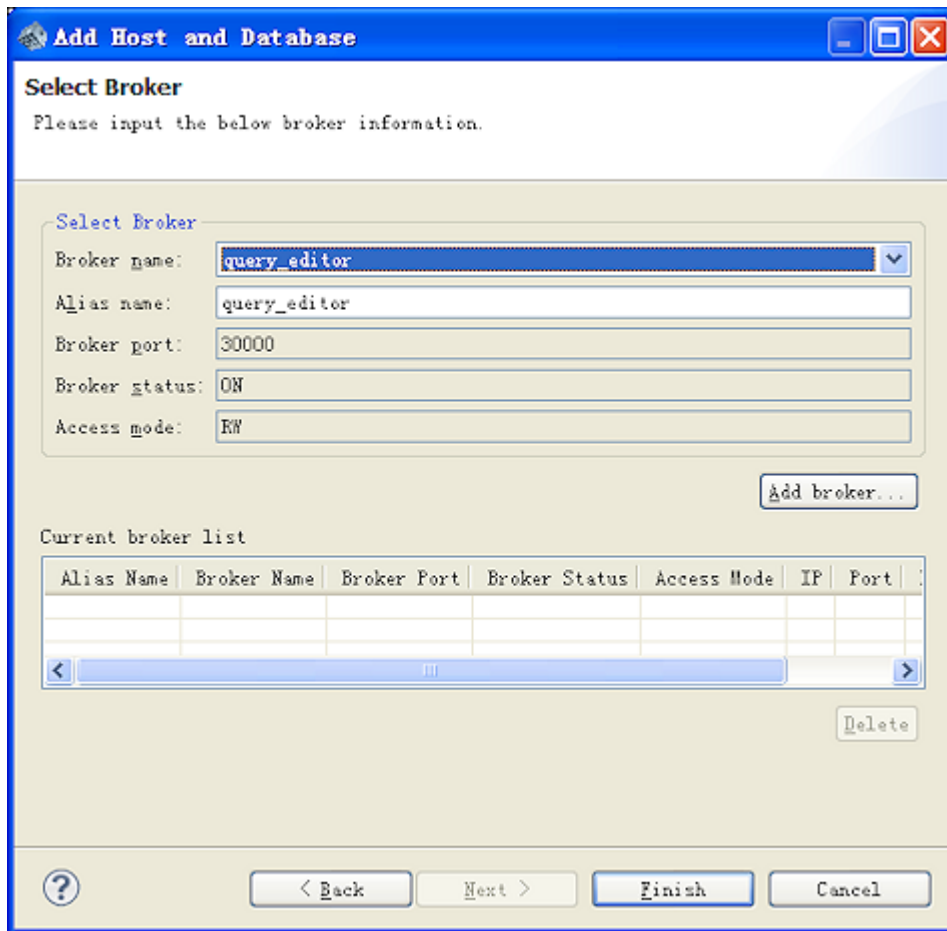 Add Host and Database
Select Broker
Please input the below broker information.
Select Broker
Broker name: query_editor
Alias name: query_editor
Broker port: 30000
Broker status: ON
Access mode: RW
Add broker...
Current broker list
Alias Name Broker Name Broker Port Broker Status Access Mode IP Port
Delete
? < Back Next > Finish Cancel